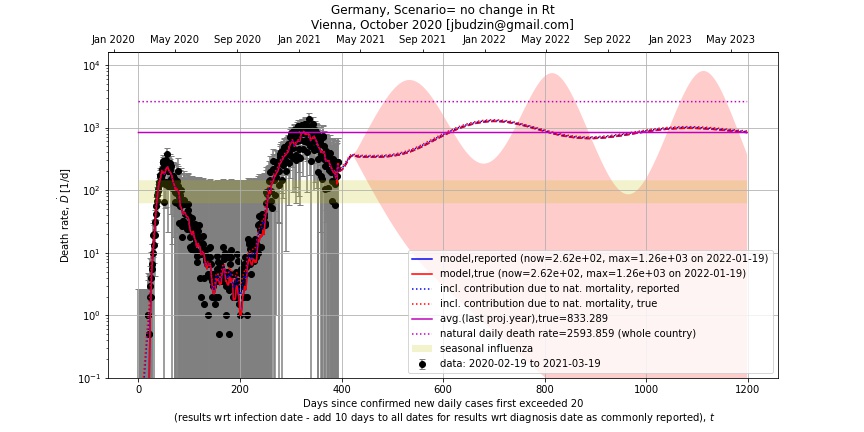 Germany, Scenario= no change in Rt
Vienna, October 2020 [jbudzin@gmail.com]
Jan 2020 May 2020 Sep 2020 Jan 2021 May 2021 Sep 2021 Jan 2022 May 2022 Sep 2022 Jan 2023 May 2023
10⁴
10³
10²
10¹
10⁰
10⁻¹
Death rate, Ḋ [1/d]
model,reported (now=2.62e+02, max=1.26e+03 on 2022-01-19)
model,true (now=2.62e+02, max=1.26e+03 on 2022-01-19)
incl. contribution due to nat. mortality, reported
incl. contribution due to nat. mortality, true
avg.(last proj.year),true=833.289
natural daily death rate=2593.859 (whole country)
seasonal influenza
data: 2020-02-19 to 2021-03-19
0 200 400 600 800 1000 1200
Days since confirmed new daily cases first exceeded 20
(results wrt infection date - add 10 days to all dates for results wrt diagnosis date as commonly reported), t